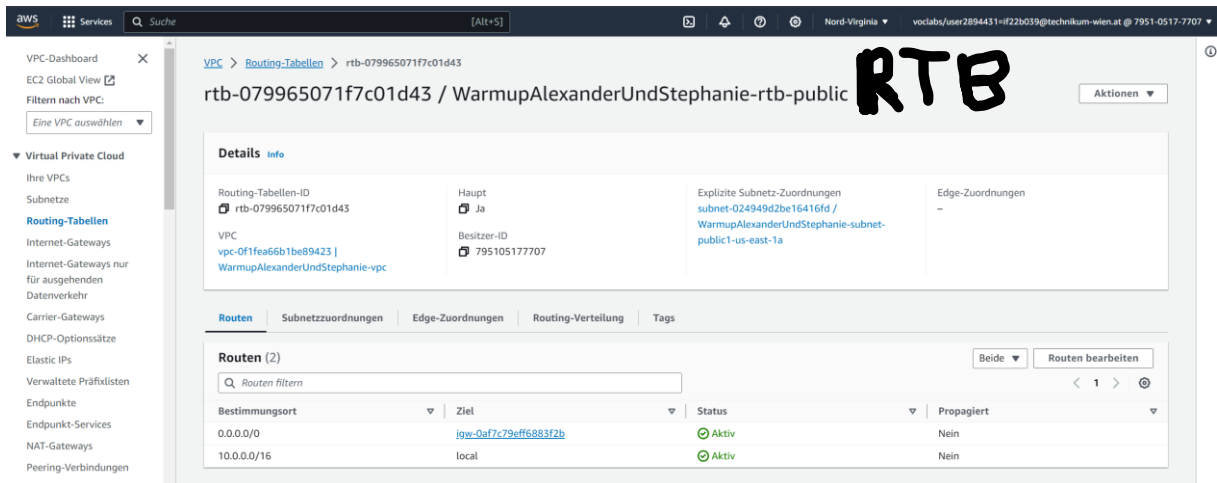 aws Services Suche [Alt+S] Nord-Virginia voclabs/user2894431=if22b039@technikum-wien.at @ 7951-0517-7707
VPC-Dashboard
EC2 Global View
Filtern nach VPC:
Eine VPC auswählen
Virtual Private Cloud
Ihre VPCs
Subnetze
Routing-Tabellen
Internet-Gateways
Internet-Gateways nur
für ausgehenden
Datenverkehr
Carrier-Gateways
DHCP-Optionssätze
Elastic IPs
Verwaltete Präfixlisten
Endpunkte
Endpunkt-Services
NAT-Gateways
Peering-Verbindungen
VPC > Routing-Tabellen > rtb-079965071f7c01d43
rtb-079965071f7c01d43 / WarmupAlexanderUndStephanie-rtb-public
RTB
Aktionen
Details Info
Routing-Tabellen-ID
rtb-079965071f7c01d43
VPC
vpc-0f1fea66b1be89423 |
WarmupAlexanderUndStephanie-vpc
Haupt
Ja
Besitzer-ID
795105177707
Explizite Subnetz-Zuordnungen
subnet-024949d2be16416fd /
WarmupAlexanderUndStephanie-subnet-
public1-us-east-1a
Edge-Zuordnungen
–
Routen Subnetzzuordnungen Edge-Zuordnungen Routing-Verteilung Tags
Routen (2)
Beide Routen bearbeiten
Routen filtern
1
Bestimmungsort Ziel Status Propagiert
0.0.0.0/0 igw-0af7c79eff6883f2b Aktiv Nein
10.0.0.0/16 local Aktiv Nein